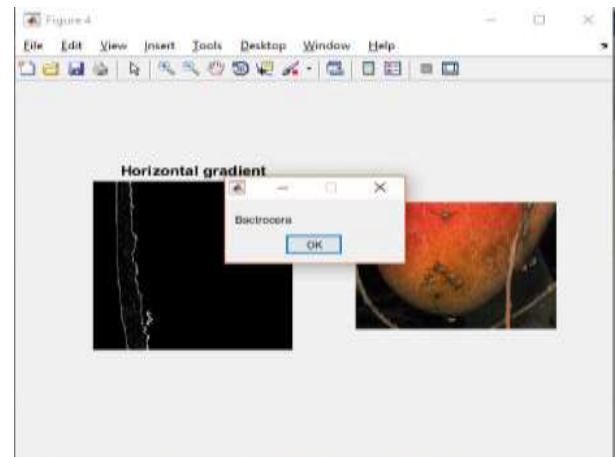 Figure 4
File Edit View Insert Tools Desktop Window Help
Horizontal gradient
Bactrocera
OK